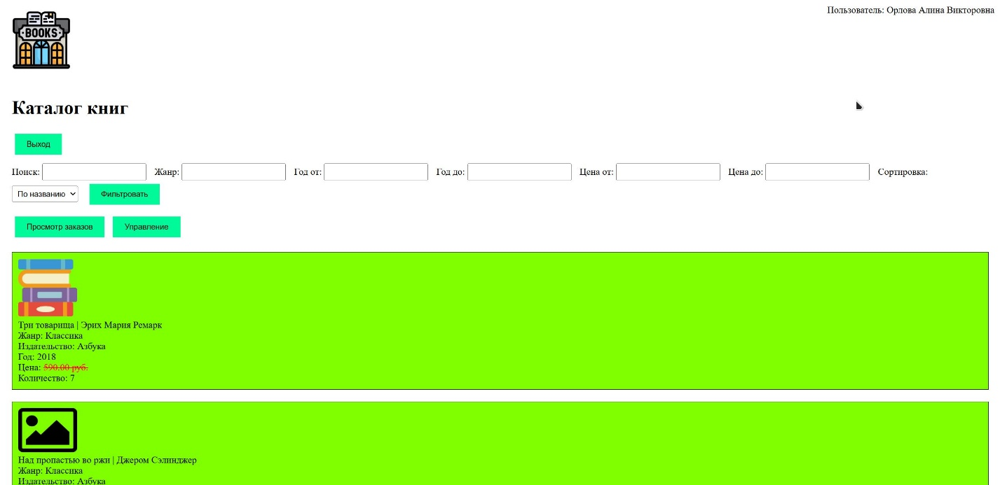 Пользователь: Орлова Алина Викторовна
BOOKS
Каталог книг
Выход
Поиск: Жанр: Год от: Год до: Цена от: Цена до: Сортировка:
По названию Фильтровать
Просмотр заказов Управление
Три товарища | Эрих Мария Ремарк
Жанр: Классика
Издательство: Азбука
Год: 2018
Цена: 590.00 руб.
Количество: 7
Над пропастью во ржи | Джером Сэлинджер
Жанр: Классика
Издательство: Азбука